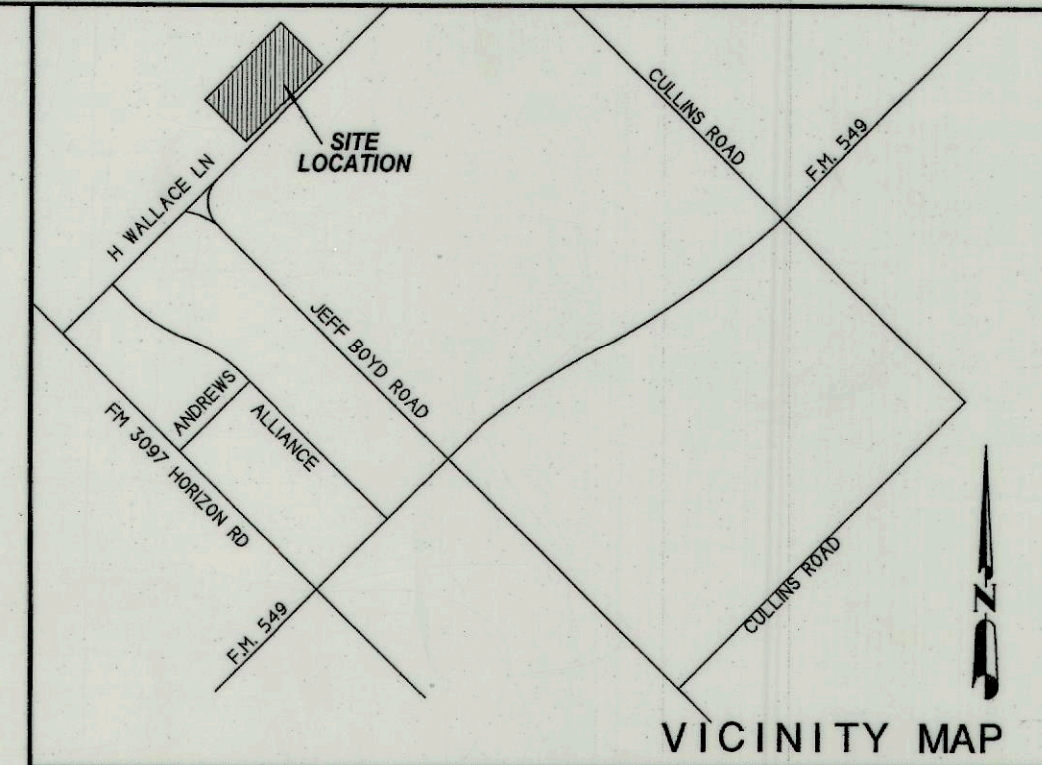 CULLINS ROAD
F.M. 549
SITE
LOCATION
H WALLACE LN
JEFF BOYD ROAD
ANDREWS
ALLIANCE
FM 3097 HORIZON RD
CULLINS ROAD
N
F.M. 549
VICINITY MAP